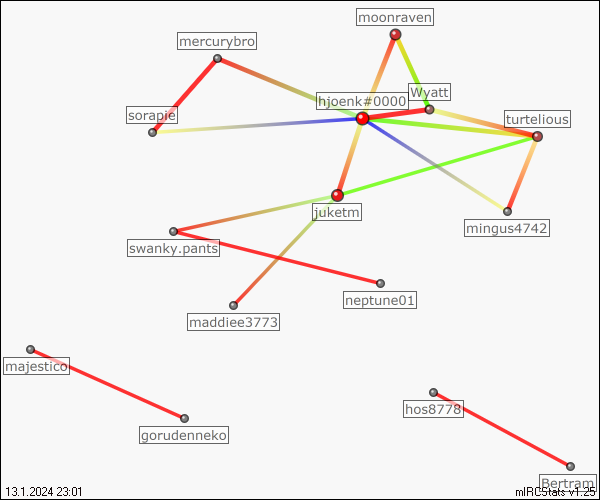 moonraven
mercurybro
Wyatt
hjoenk#0000
sorapie
turtelious
juketm
mingus4742
swanky.pants
neptune01
maddiee3773
majestico
hos8778
gorudenneko
Bertram
13.1.2024 23:01
mIRCStats v1.25